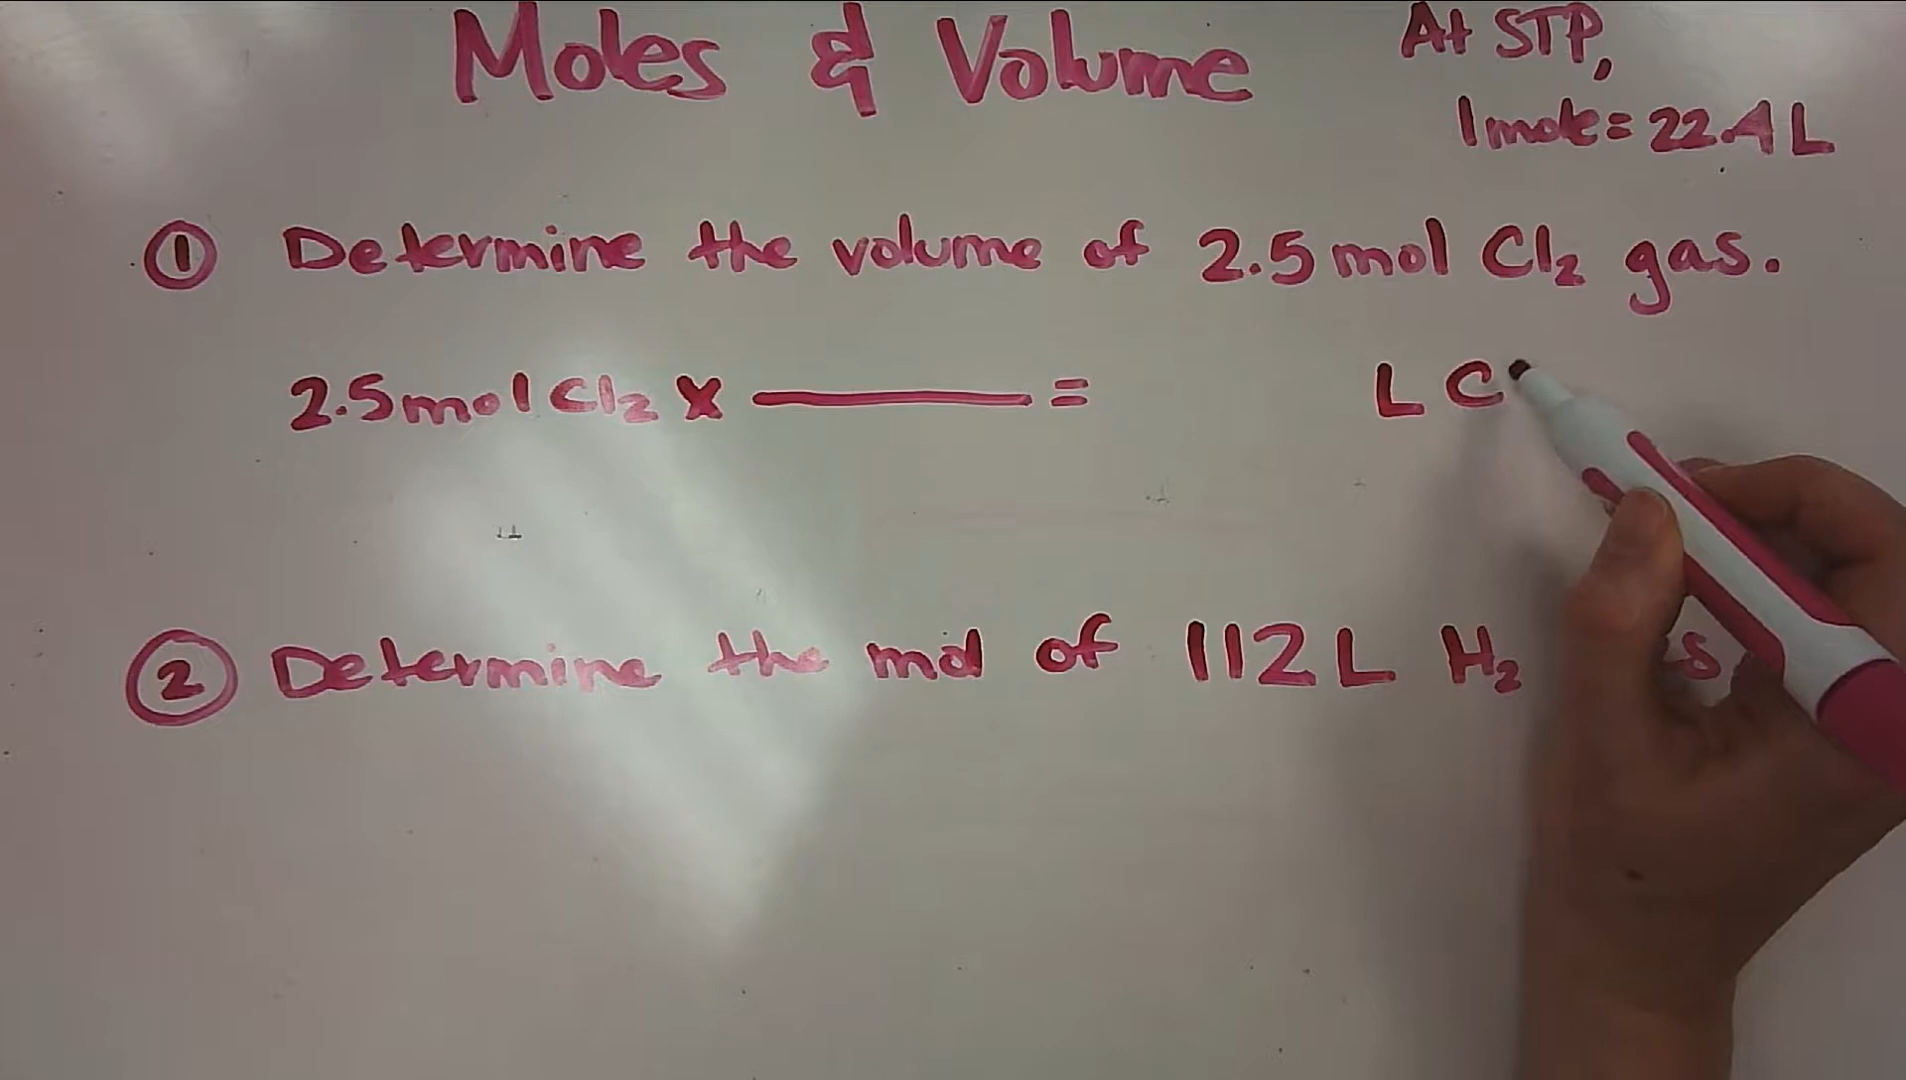 Moles & Volume
At STP,
1 mole = 22.4 L
① Determine the volume of 2.5 mol Cl₂ gas.
2.5 mol Cl₂ x ——— = L C
② Determine the mol of 112 L H₂